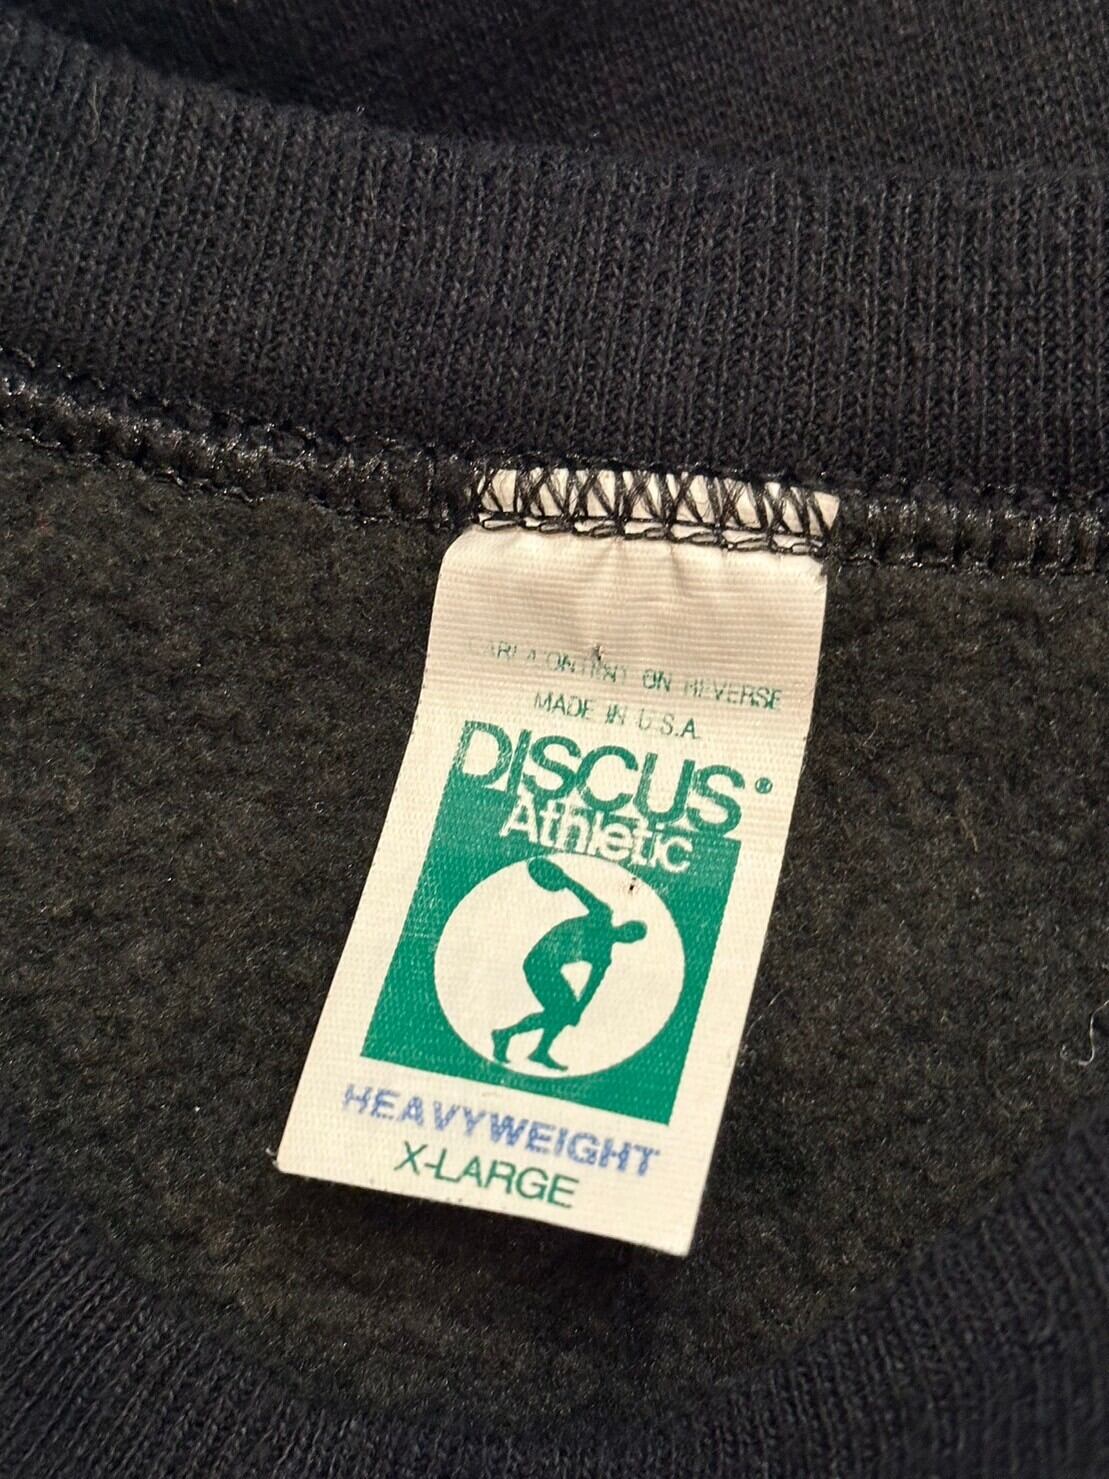 ON REVERSE
MADE IN U.S.A.
DISCUS®
Athletic
HEAVYWEIGHT
X-LARGE